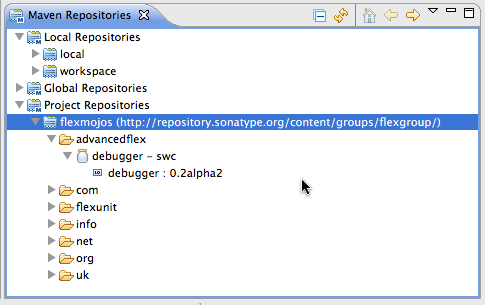 Maven Repositories
Local Repositories
local
workspace
Global Repositories
Project Repositories
flexmojos (http://repository.sonatype.org/content/groups/flexgroup/)
advancedflex
debugger - swc
debugger : 0.2alpha2
com
flexunit
info
net
org
uk